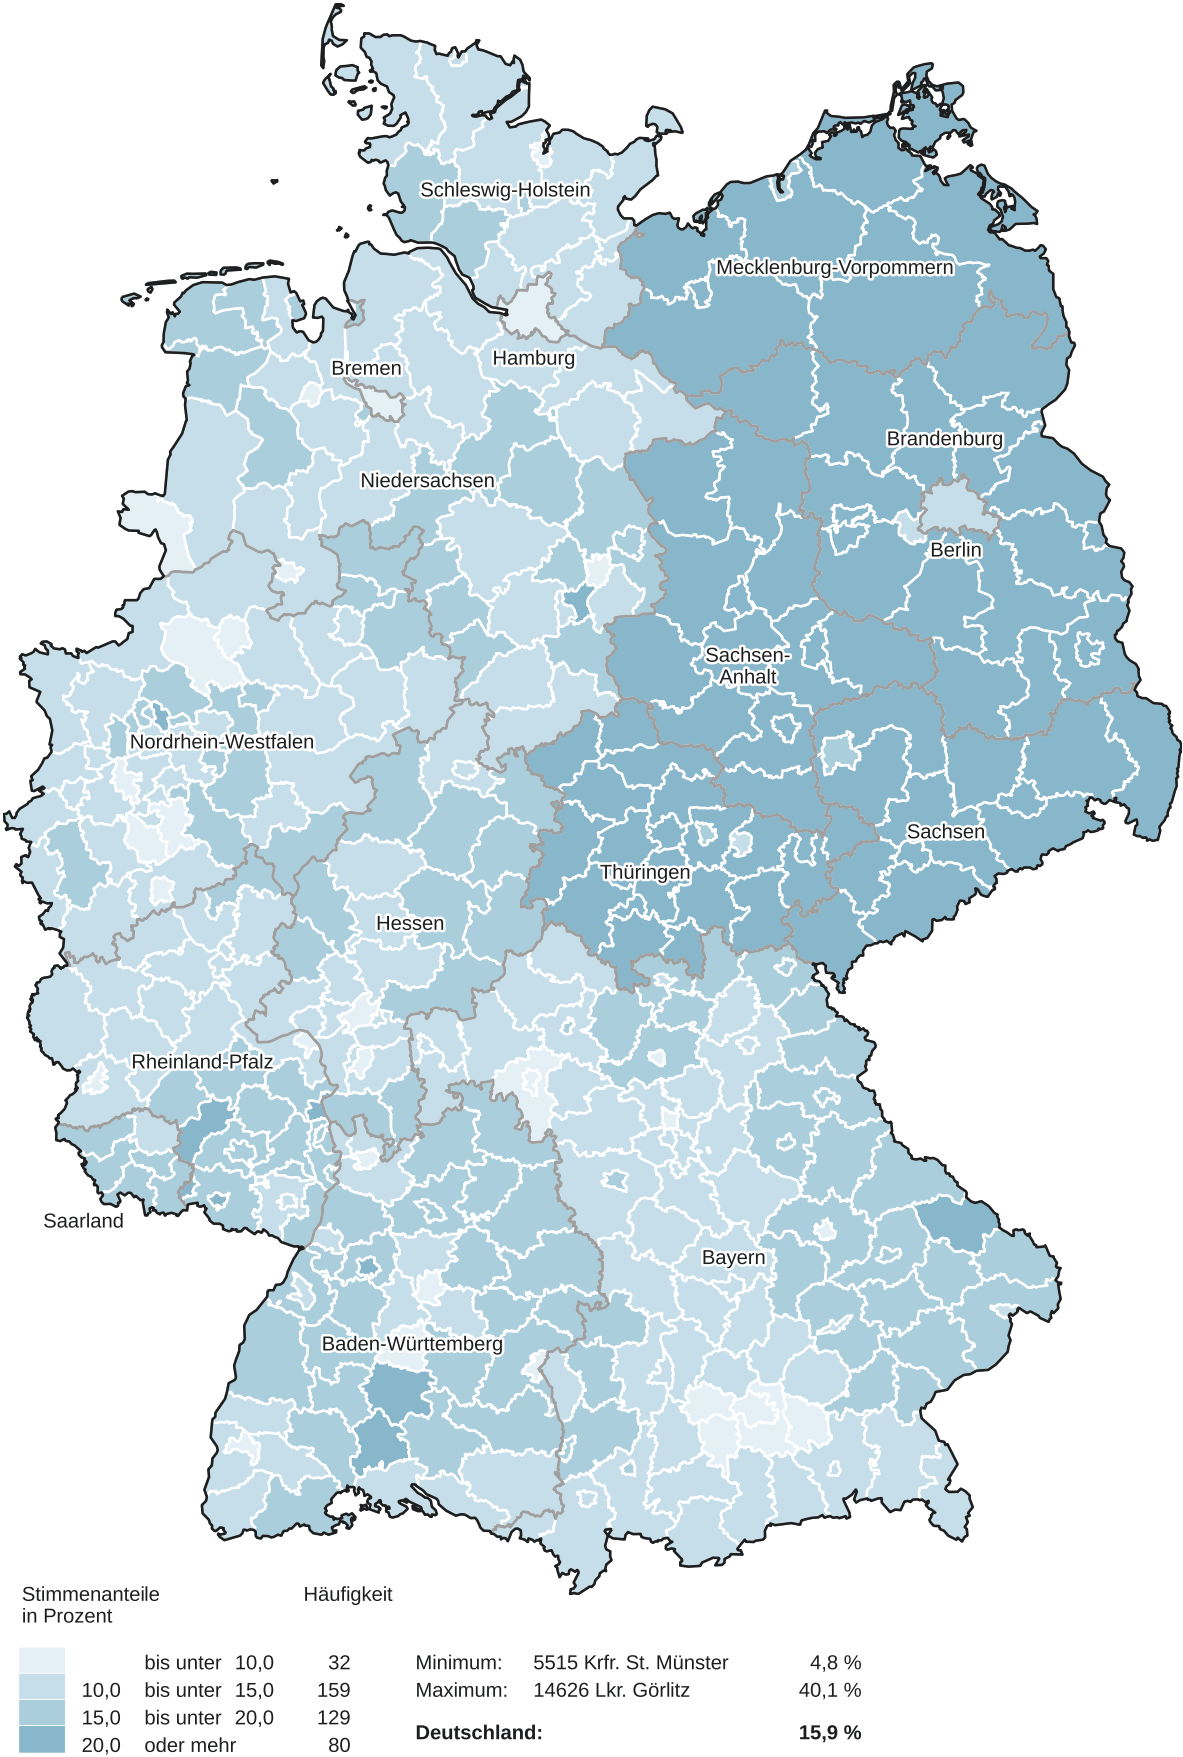 Schleswig-Holstein
Mecklenburg-Vorpommern
Hamburg
Bremen
Brandenburg
Niedersachsen
Berlin
Sachsen-
Anhalt
Nordrhein-Westfalen
Sachsen
Thüringen
Hessen
Rheinland-Pfalz
Saarland
Bayern
Baden-Württemberg
Stimmenanteile Häufigkeit
in Prozent
bis unter 10,0 32 Minimum: 5515 Krfr. St. Münster 4,8 %
10,0 bis unter 15,0 159 Maximum: 14626 Lkr. Görlitz 40,1 %
15,0 bis unter 20,0 129
Deutschland: 15,9 %
20,0 oder mehr 80